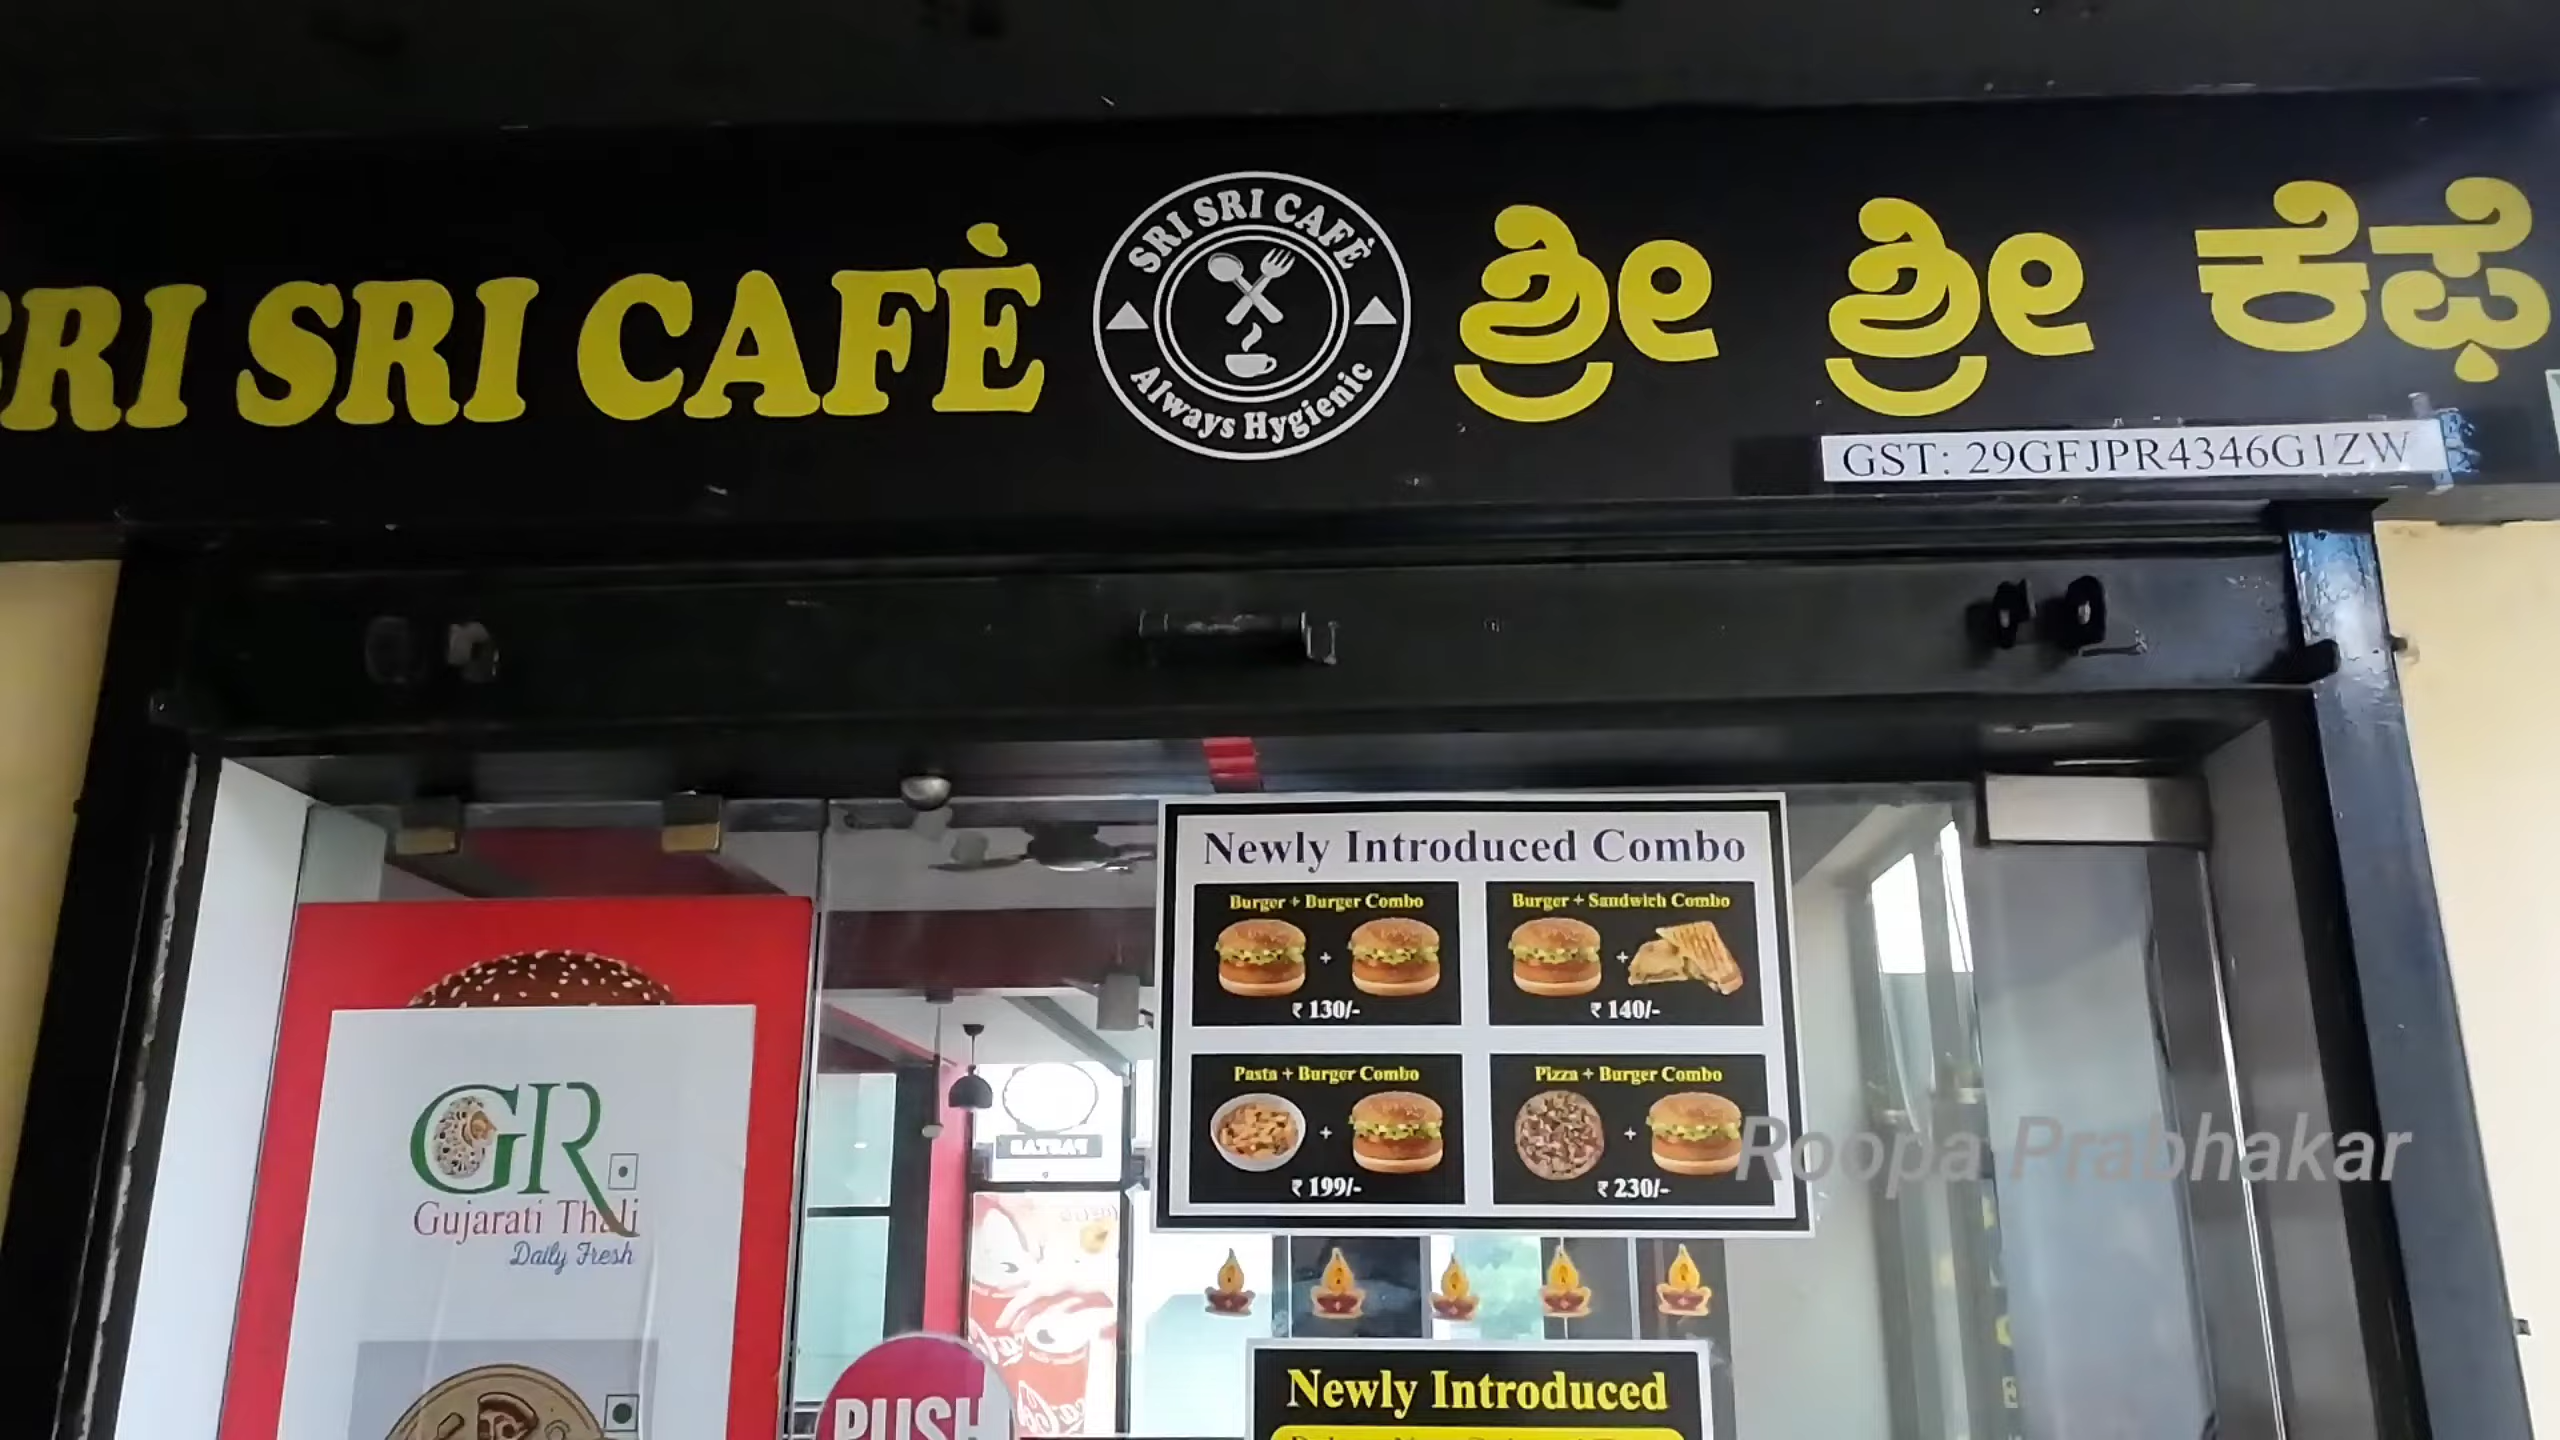 SRI SRI CAFÈ
SRI SRI CAFÈ
Always Hygienic
ಶ್ರೀ ಶ್ರೀ ಕೆಫೆ
GST: 29GFJPR4346G1ZW
Newly Introduced Combo
Burger + Burger Combo
+
₹ 130/-
Burger + Sandwich Combo
+
₹ 140/-
Pasta + Burger Combo
+
₹ 199/-
Pizza + Burger Combo
+
₹ 230/-
Roopa Prabhakar
GR
Gujarati Thali
Daily Fresh
PASTAS
PUSH
Newly Introduced